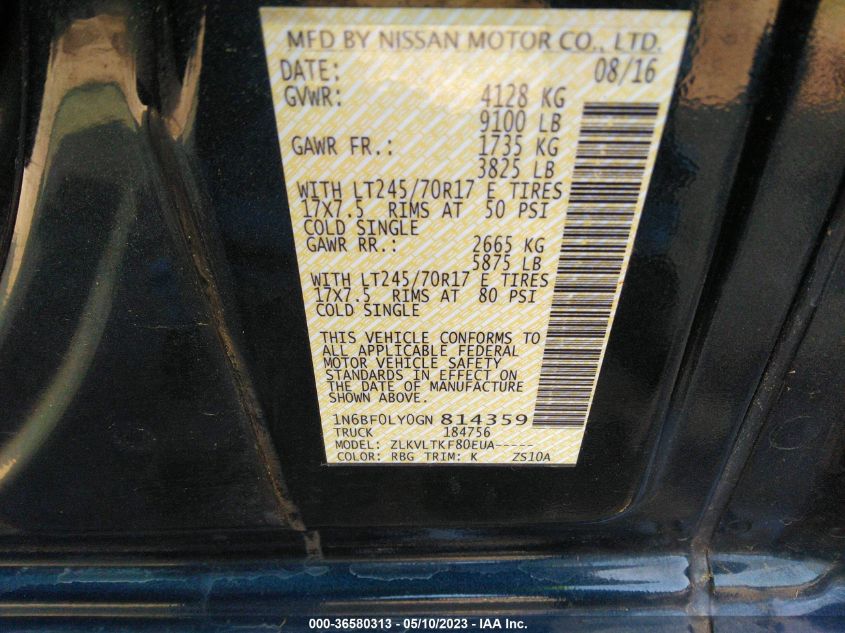 MFD BY NISSAN MOTOR CO., LTD.
DATE: 08/16
GVWR: 4128 KG
9100 LB
GAWR FR.: 1735 KG
3825 LB
WITH LT245/70R17 E TIRES
17X7.5 RIMS AT 50 PSI
COLD SINGLE
GAWR RR.: 2665 KG
5875 LB
WITH LT245/70R17 E TIRES
17X7.5 RIMS AT 80 PSI
COLD SINGLE
THIS VEHICLE CONFORMS TO
ALL APPLICABLE FEDERAL
MOTOR VEHICLE SAFETY
STANDARDS IN EFFECT ON
THE DATE OF MANUFACTURE
SHOWN ABOVE.
1N6BF0LY0GN 814359
TRUCK 184756
MODEL: ZLKVLTKF80EUA-----
COLOR: RBG TRIM: K ZS10A
000-36580313 - 05/10/2023 - IAA Inc.